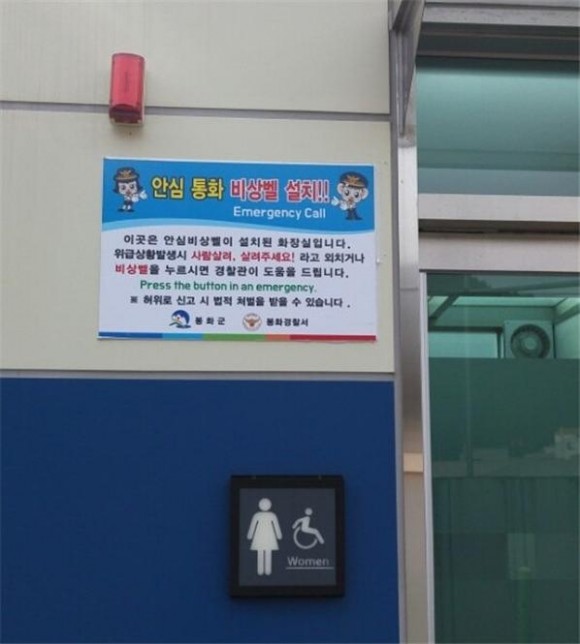 안심 통화 비상벨 설치!!
Emergency Call
이곳은 안심비상벨이 설치된 화장실입니다.
위급상황발생시 사람살려, 살려주세요! 라고 외치거나
비상벨을 누르시면 경찰관이 도움을 드립니다.
Press the button in an emergency.
※ 허위로 신고 시 법적 처벌을 받을 수 있습니다 .
봉화군 봉화경찰서
Women